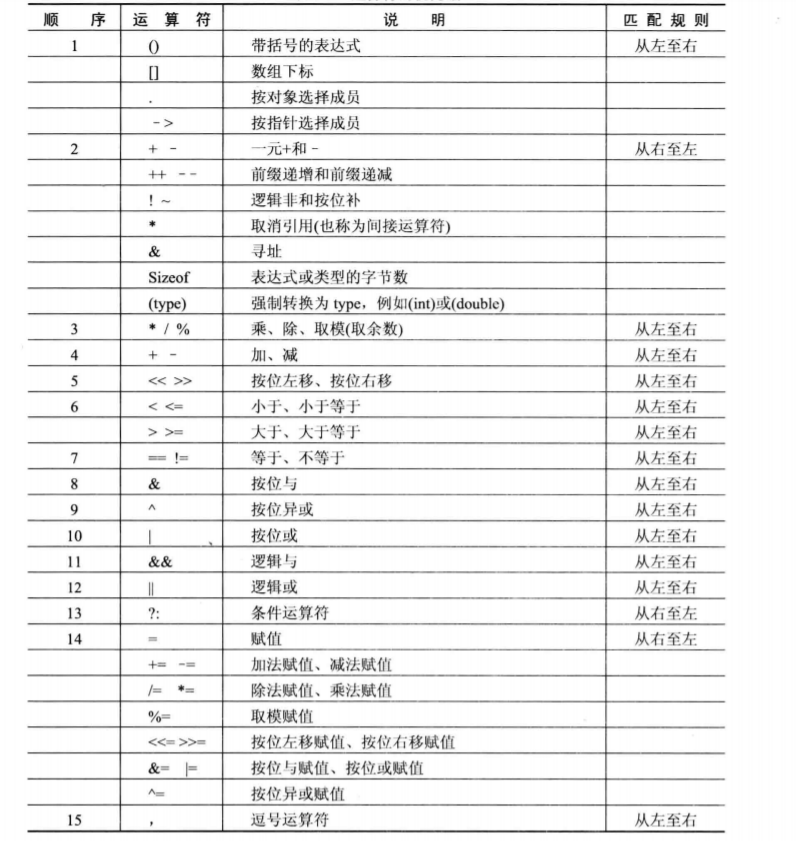 顺 序 运 算 符 说 明 匹 配 规 则
1 () 带括号的表达式 从左至右
[] 数组下标
. 按对象选择成员
-> 按指针选择成员
2 + - 一元+和- 从右至左
++ -- 前缀递增和前缀递减
! ~ 逻辑非和按位补
* 取消引用(也称为间接运算符)
& 寻址
Sizeof 表达式或类型的字节数
(type) 强制转换为 type，例如(int)或(double)
3 * / % 乘、除、取模(取余数) 从左至右
4 + - 加、减 从左至右
5 << >> 按位左移、按位右移 从左至右
6 < <= 小于、小于等于 从左至右
> >= 大于、大于等于 从左至右
7 == != 等于、不等于 从左至右
8 & 按位与 从左至右
9 ^ 按位异或 从左至右
10 | 按位或 从左至右
11 && 逻辑与 从左至右
12 || 逻辑或 从左至右
13 ?: 条件运算符 从右至左
14 = 赋值 从右至左
+= -= 加法赋值、减法赋值
/= *= 除法赋值、乘法赋值
%= 取模赋值
<<= >>= 按位左移赋值、按位右移赋值
&= |= 按位与赋值、按位或赋值
^= 按位异或赋值
15 , 逗号运算符 从左至右